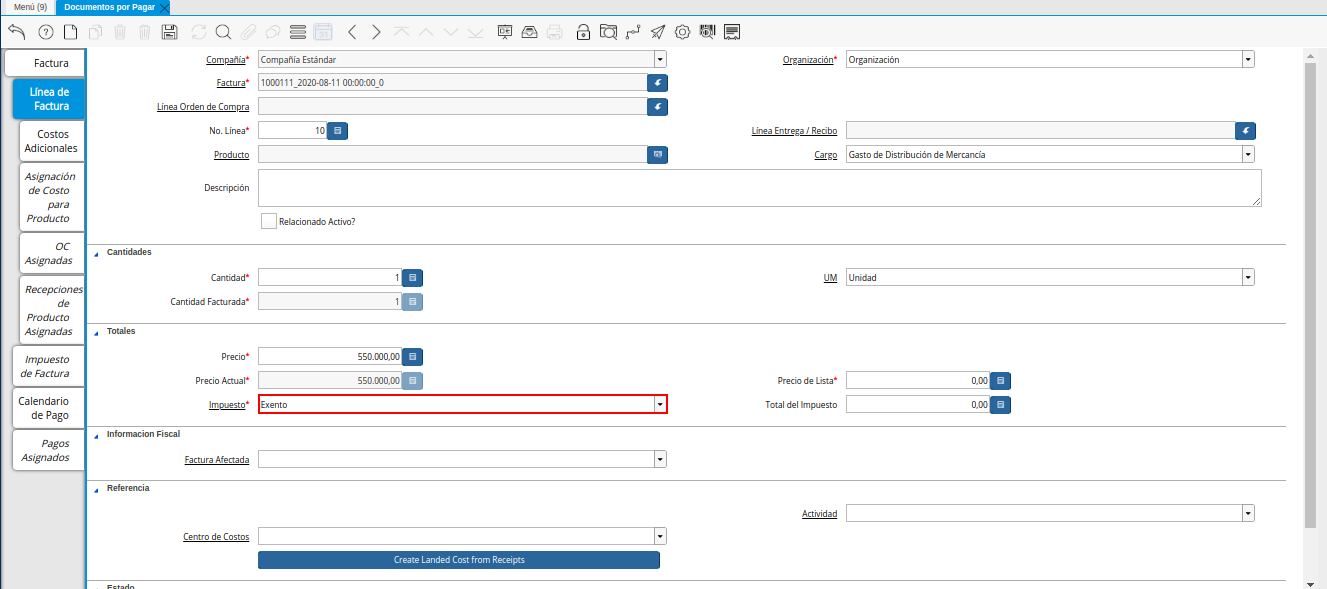 Menú (9)
Documentos por Pagar
Factura
Línea de
Factura
Costos
Adicionales
Asignación
de Costo
para
Producto
OC
Asignadas
Recepciones
de
Producto
Asignadas
Impuesto
de Factura
Calendario
de Pago
Pagos
Asignados
Compañía* Compañía Estándar
Organización* Organización
Factura* 1000111_2020-08-11 00:00:00_0
Línea Orden de Compra
No. Línea* 10
Línea Entrega / Recibo
Producto
Cargo Gasto de Distribución de Mercancía
Descripción
Relacionado Activo?
Cantidades
Cantidad* 1
UM Unidad
Cantidad Facturada* 1
Totales
Precio* 550.000,00
Precio Actual* 550.000,00
Precio de Lista* 0,00
Impuesto* Exento
Total del Impuesto 0,00
Informacion Fiscal
Factura Afectada
Referencia
Actividad
Centro de Costos
Create Landed Cost from Receipts
Estado